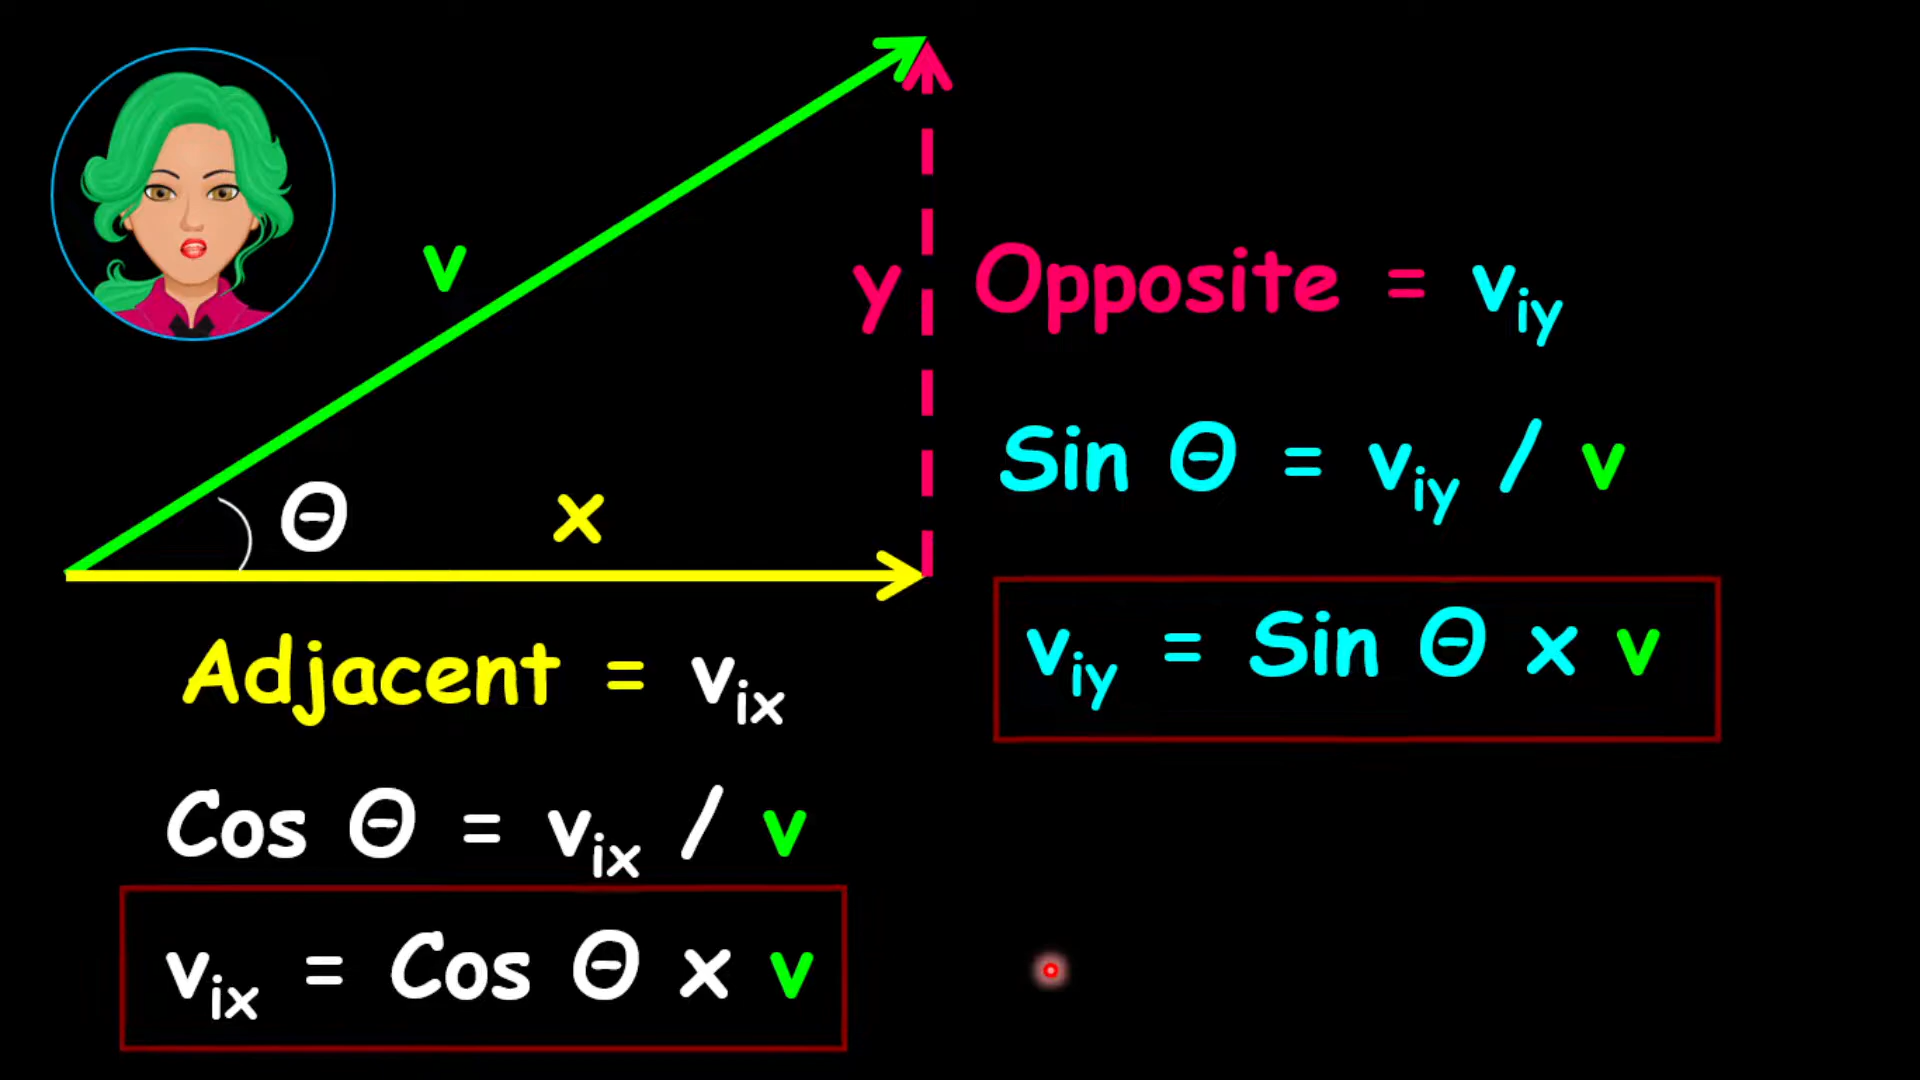 v
y
Opposite = viy
Sin Θ = viy / v
Θ
x
viy = Sin Θ x v
Adjacent = vix
Cos Θ = vix / v
vix = Cos Θ x v